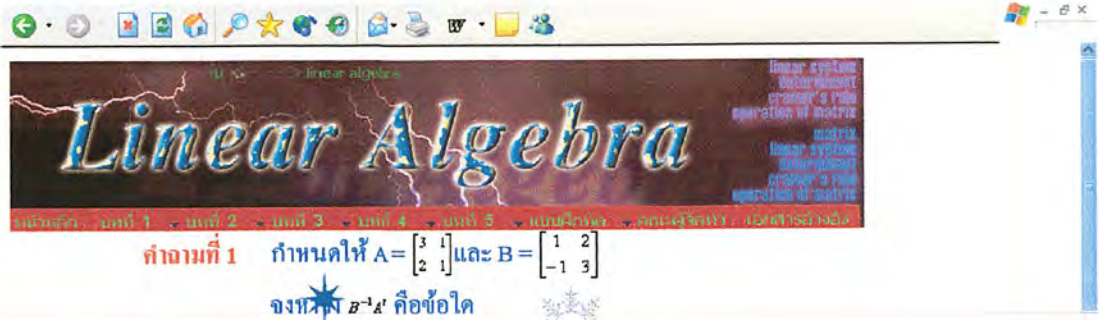 linear algebra
Linear Algebra
linear system
determinant
cramer's rule
operation of matrix
matrix
linear system
determinant
cramer's rule
operation of matrix
บทที่ 1 บทที่ 2 บทที่ 3 บทที่ 4 บทที่ 5 แบบฝึกหัด คณะผู้จัดทำ เอกสารอ้างอิง
คำถามที่ 1 กำหนดให้ A = [3 1 2 1] และ B = [1 2 -1 3]
B⁻¹Aᵗ คือข้อใด